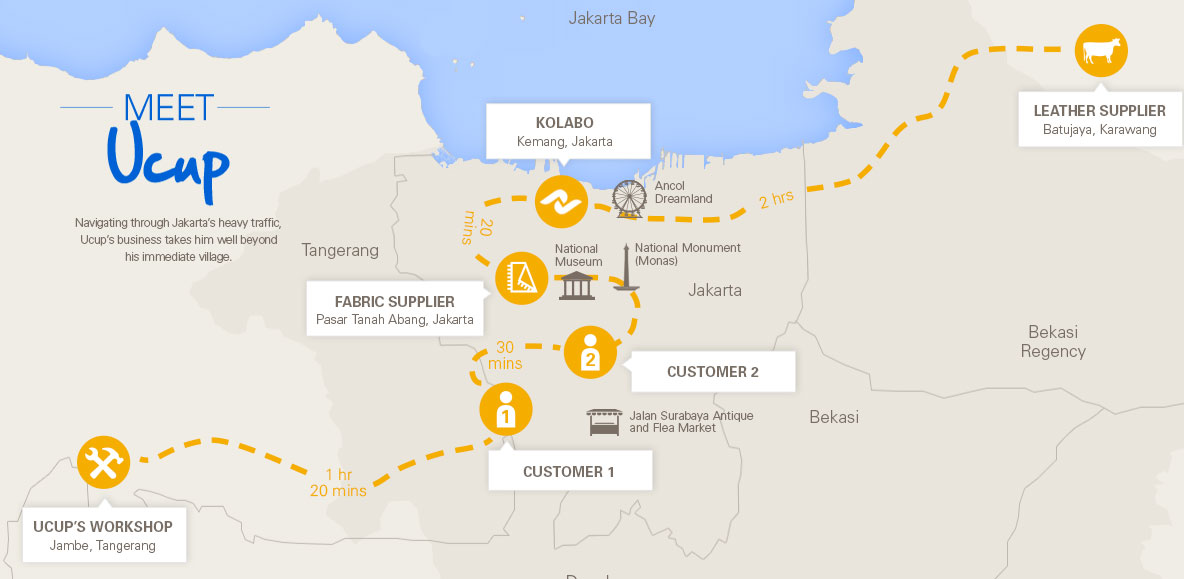 Jakarta Bay
MEET
Ucup
Navigating through Jakarta's heavy traffic,
Ucup's business takes him well beyond
his immediate village.
KOLABO
Kemang, Jakarta
LEATHER SUPPLIER
Batujaya, Karawang
Ancol
Dreamland
2 hrs
20
mins
Tangerang
National
Museum
National Monument
(Monas)
Jakarta
FABRIC SUPPLIER
Pasar Tanah Abang, Jakarta
Bekasi
Regency
30
mins
2
CUSTOMER 2
1
Jalan Surabaya Antique
and Flea Market
Bekasi
CUSTOMER 1
1 hr
20 mins
UCUP'S WORKSHOP
Jambe, Tangerang